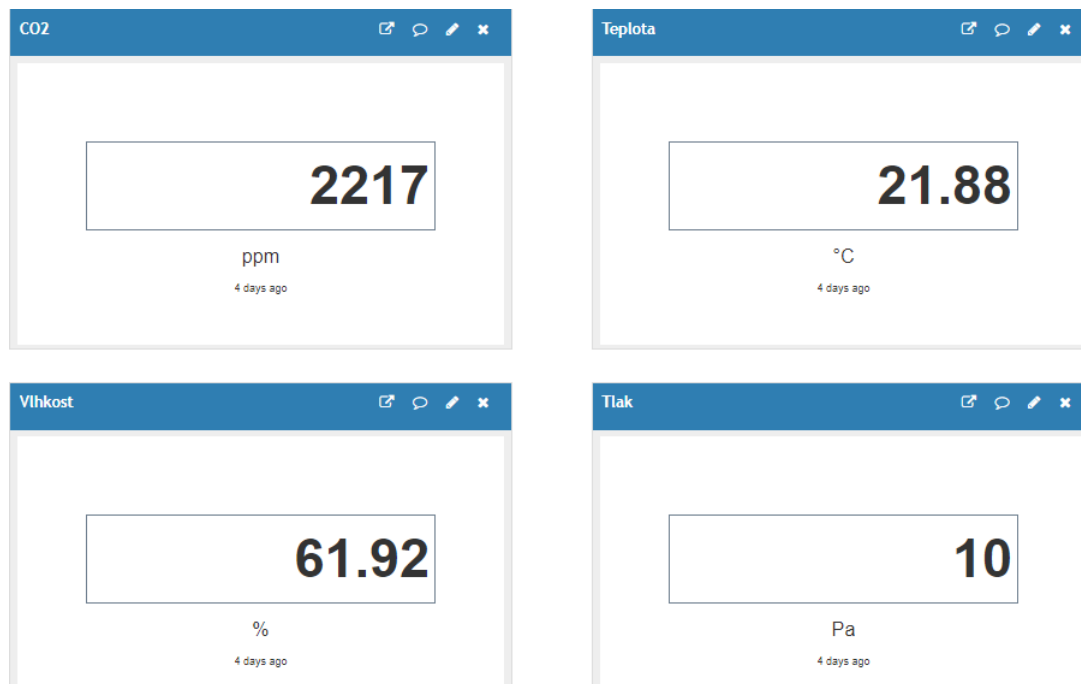 CO2
2217
ppm
4 days ago
Teplota
21.88
°C
4 days ago
Vlhkost
61.92
%
4 days ago
Tlak
10
Pa
4 days ago